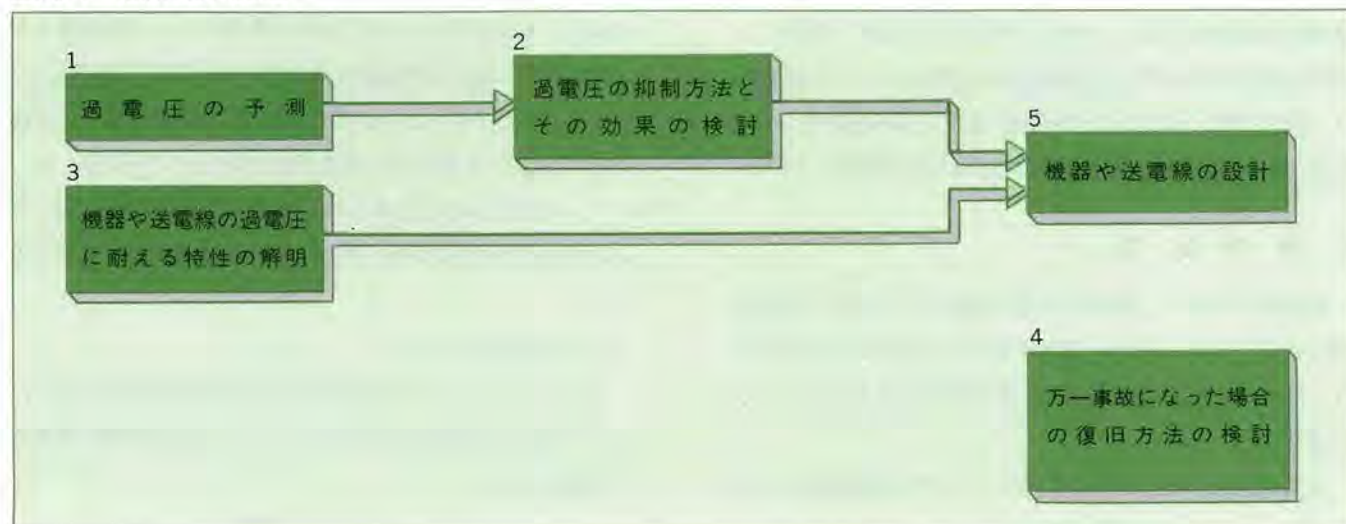 1
過電圧の予測
2
過電圧の抑制方法と
その効果の検討
3
機器や送電線の過電圧
に耐える特性の解明
5
機器や送電線の設計
4
万一事故になった場合
の復旧方法の検討